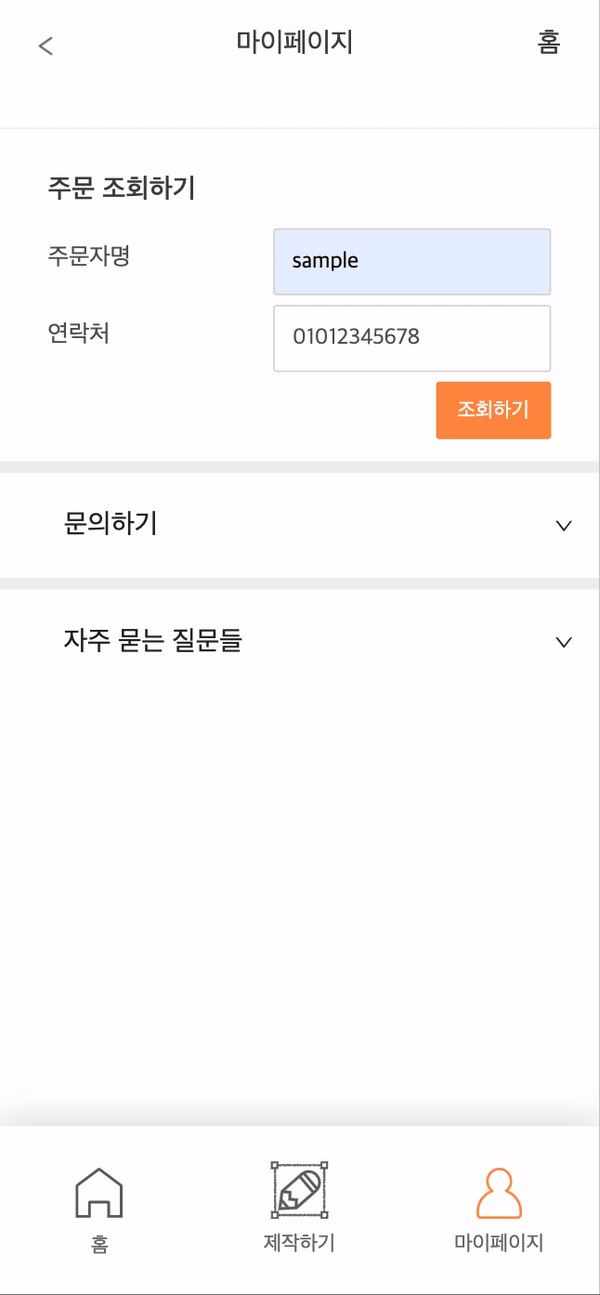 마이페이지 홈
주문 조회하기
주문자명 sample
연락처 01012345678
조회하기
문의하기
자주 묻는 질문들
홈 제작하기 마이페이지